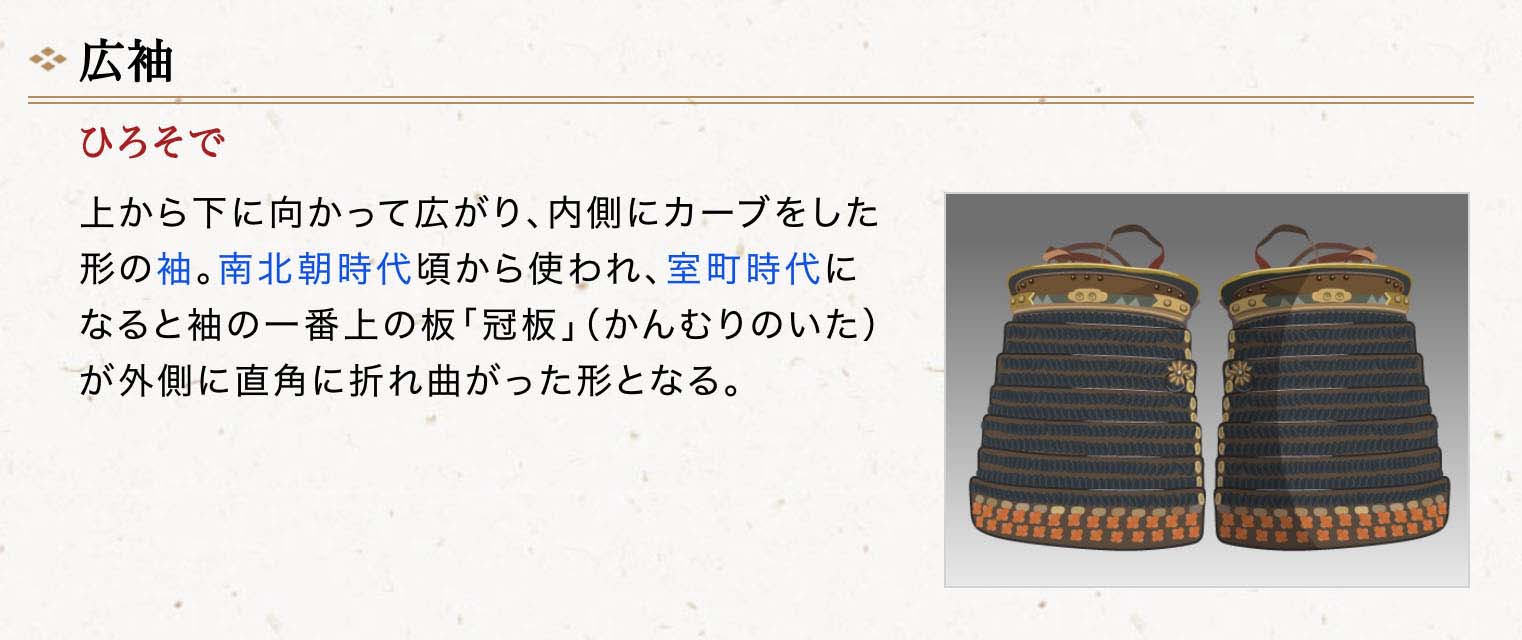 広袖
ひろそで
上から下に向かって広がり、内側にカーブをした
形の袖。南北朝時代頃から使われ、室町時代に
なると袖の一番上の板「冠板」（かんむりのいた）
が外側に直角に折れ曲がった形となる。